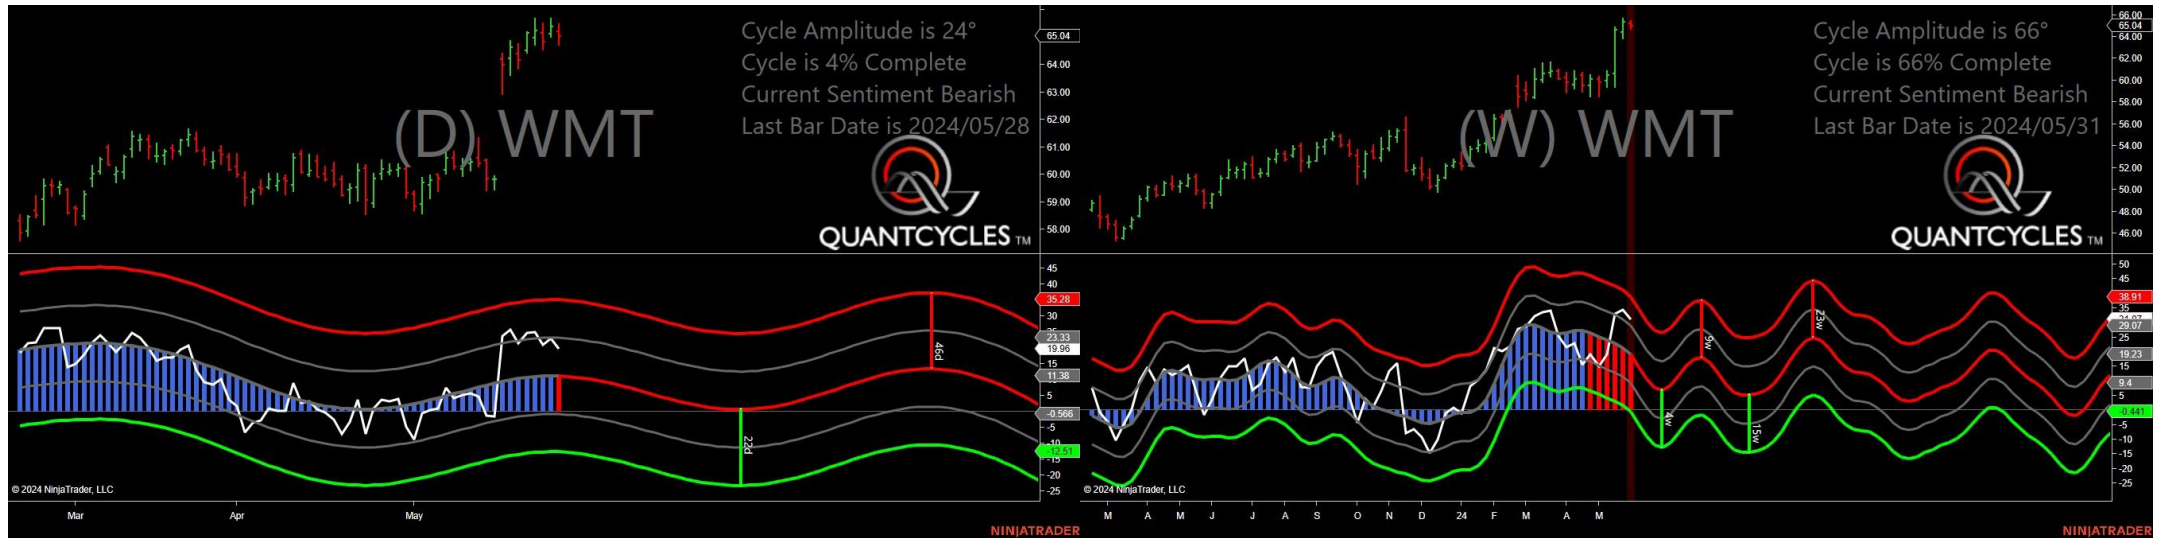 Cycle Amplitude is 24°
Cycle is 4% Complete
Current Sentiment Bearish
Last Bar Date is 2024/05/28
(D) WMT
QUANTCYCLES TM
65.04
64.00
63.00
62.00
61.00
60.00
59.00
58.00
45
35.28
30
23.33
19.96
15
11.38
5
-0.566
-5
-12.51
-15
-20
-25
46d
22d
© 2024 NinjaTrader, LLC
Mar
Apr
May
NINJATRADER
Cycle Amplitude is 66°
Cycle is 66% Complete
Current Sentiment Bearish
Last Bar Date is 2024/05/31
(W) WMT
QUANTCYCLES TM
66.00
65.04
64.00
62.00
60.00
58.00
56.00
54.00
52.00
50.00
48.00
46.00
50
45
38.91
35
29.07
25
19.23
15
9.4
5
-0.441
-5
-10
-15
-20
-25
9w
23w
4w
15w
© 2024 NinjaTrader, LLC
M A M J J A S O N D 24 F M A M
NINJATRADER